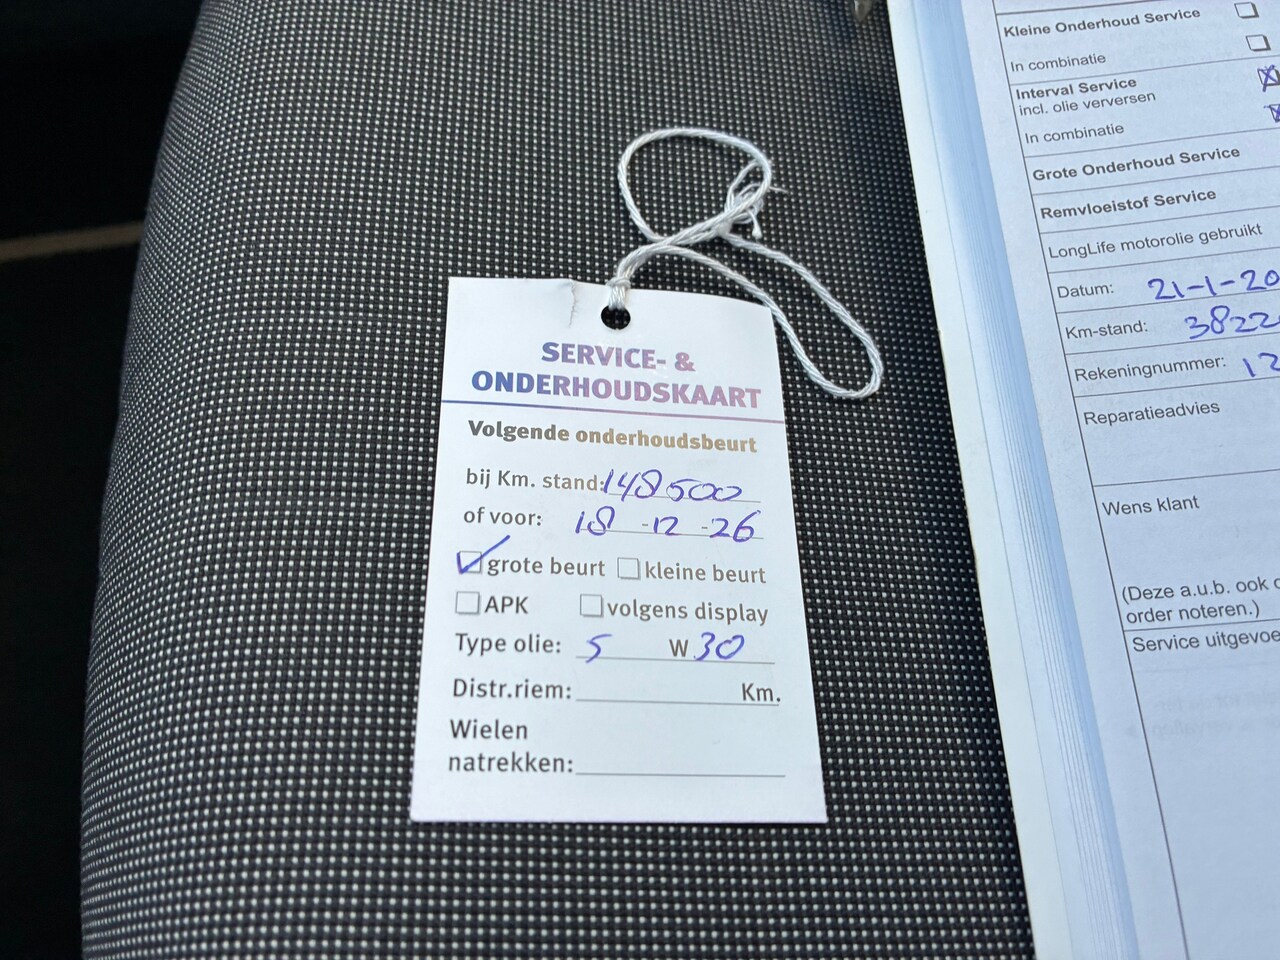 SERVICE- &
ONDERHOUDSKAART
Volgende onderhoudsbeurt
bij Km. stand: 148500
of voor: 18 -12 -26
grote beurt kleine beurt
APK volgens display
Type olie: 5 W 30
Distr.riem: Km.
Wielen
natrekken:
Kleine Onderhoud Service
In combinatie
Interval Service
incl. olie verversen
In combinatie
Grote Onderhoud Service
Remvloeistof Service
LongLife motorolie gebruikt
Datum: 21-1-20
Km-stand: 3822
Rekeningnummer: 12
Reparatieadvies
Wens klant
(Deze a.u.b. ook
order noteren.)
Service uitgevoe